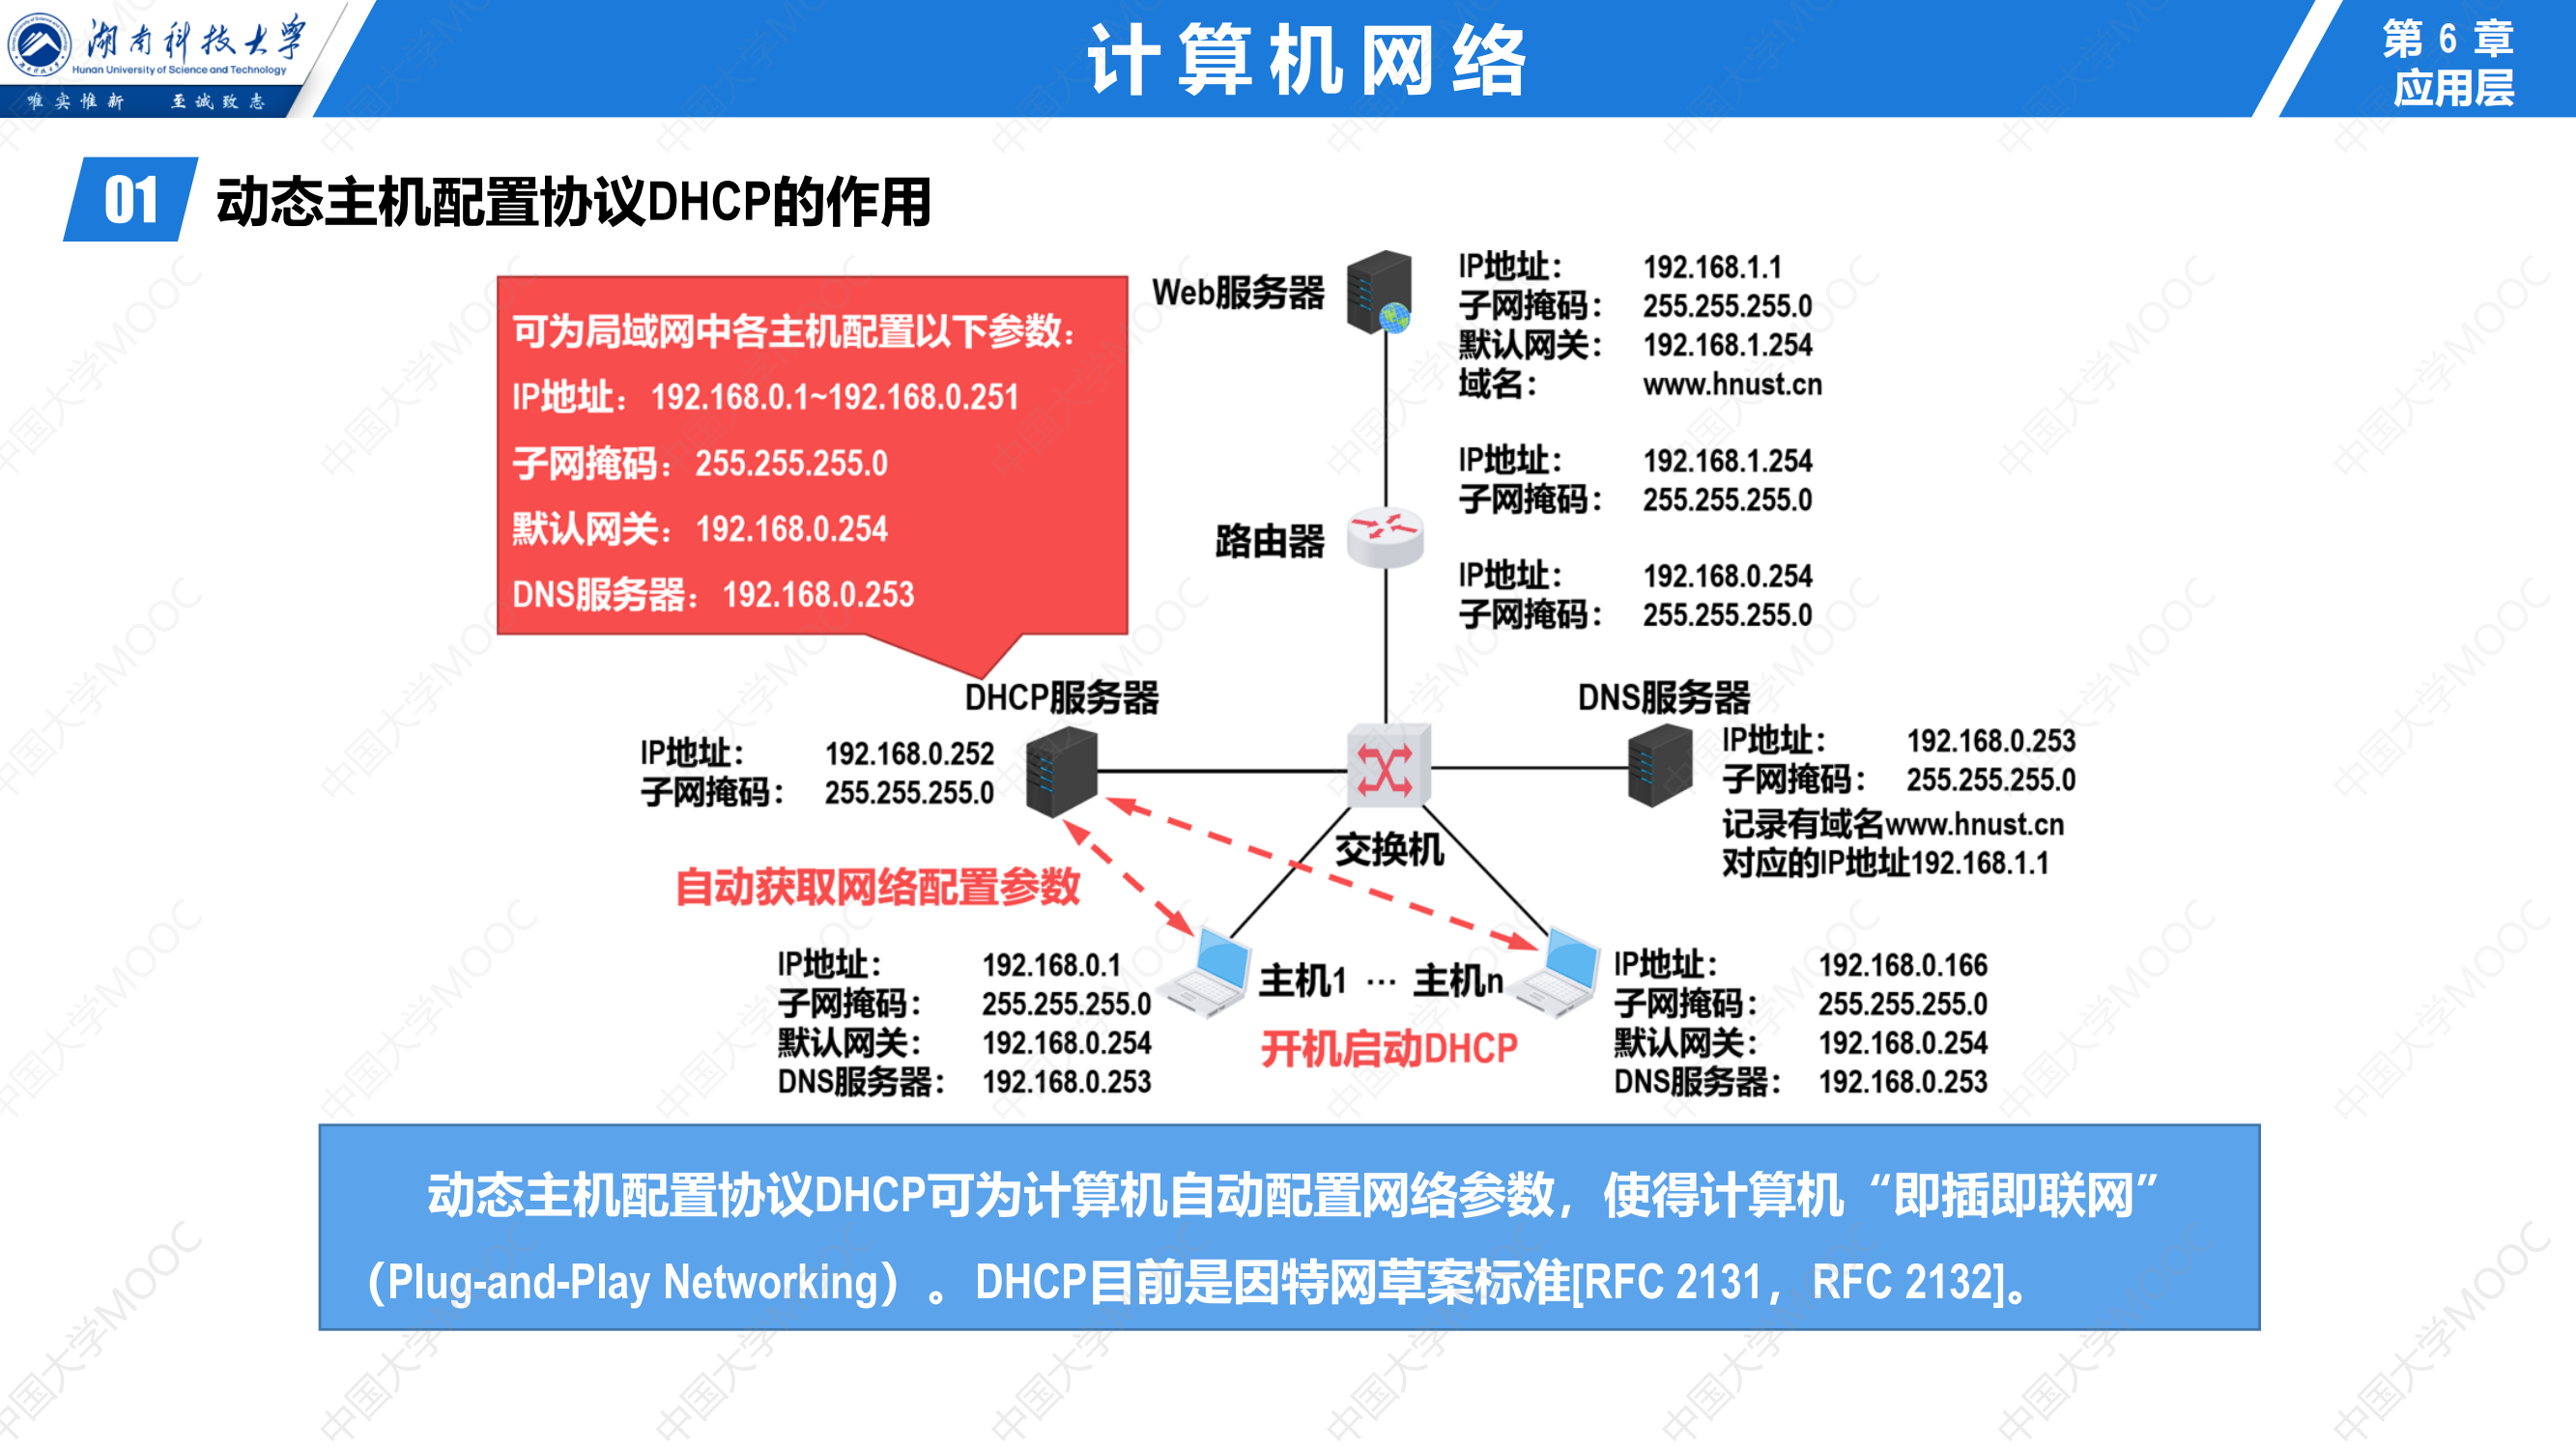 湖南科技大学
Hunan University of Science and Technology
唯实惟新 至诚致志
计算机网络
第 6 章
应用层
01 动态主机配置协议DHCP的作用
可为局域网中各主机配置以下参数：
IP地址：192.168.0.1~192.168.0.251
子网掩码：255.255.255.0
默认网关：192.168.0.254
DNS服务器：192.168.0.253
Web服务器
IP地址： 192.168.1.1
子网掩码： 255.255.255.0
默认网关： 192.168.1.254
域名： www.hnust.cn
IP地址： 192.168.1.254
子网掩码： 255.255.255.0
路由器
IP地址： 192.168.0.254
子网掩码： 255.255.255.0
DHCP服务器
IP地址： 192.168.0.252
子网掩码： 255.255.255.0
DNS服务器
IP地址： 192.168.0.253
子网掩码： 255.255.255.0
记录有域名www.hnust.cn
对应的IP地址192.168.1.1
交换机
自动获取网络配置参数
IP地址： 192.168.0.1
子网掩码： 255.255.255.0
默认网关： 192.168.0.254
DNS服务器： 192.168.0.253
主机1 … 主机n
开机启动DHCP
IP地址： 192.168.0.166
子网掩码： 255.255.255.0
默认网关： 192.168.0.254
DNS服务器： 192.168.0.253
动态主机配置协议DHCP可为计算机自动配置网络参数，使得计算机“即插即联网”
（Plug-and-Play Networking）。DHCP目前是因特网草案标准[RFC 2131，RFC 2132]。
中国大学MOOC